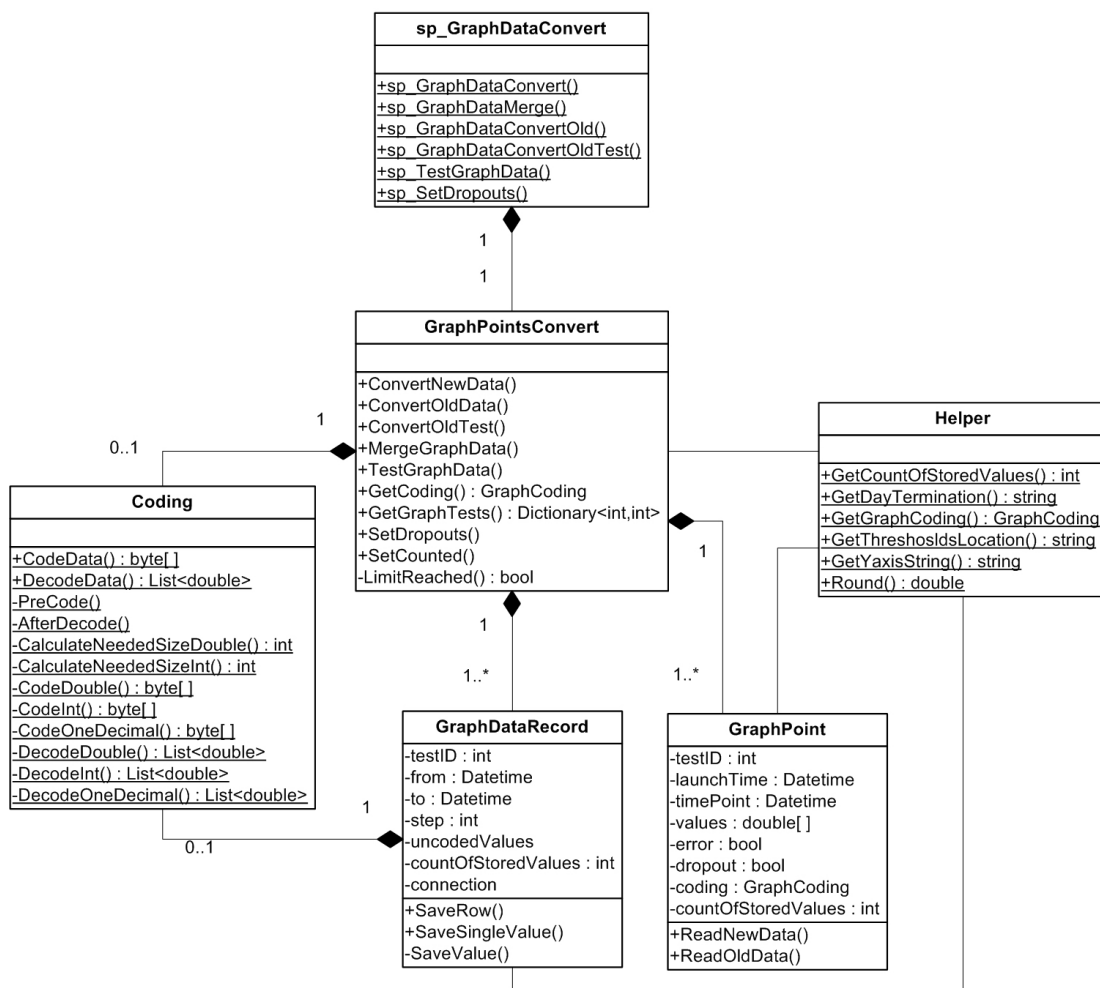 sp_GraphDataConvert
+sp_GraphDataConvert()
+sp_GraphDataMerge()
+sp_GraphDataConvertOld()
+sp_GraphDataConvertOldTest()
+sp_TestGraphData()
+sp_SetDropouts()
1
1
GraphPointsConvert
+ConvertNewData()
+ConvertOldData()
+ConvertOldTest()
+MergeGraphData()
+TestGraphData()
+GetCoding() : GraphCoding
+GetGraphTests() : Dictionary<int,int>
+SetDropouts()
+SetCounted()
-LimitReached() : bool
1
0..1
Helper
+GetCountOfStoredValues() : int
+GetDayTermination() : string
+GetGraphCoding() : GraphCoding
+GetThreshosldsLocation() : string
+GetYaxisString() : string
+Round() : double
Coding
+CodeData() : byte[ ]
+DecodeData() : List<double>
-PreCode()
-AfterDecode()
-CalculateNeededSizeDouble() : int
-CalculateNeededSizeInt() : int
-CodeDouble() : byte[ ]
-CodeInt() : byte[ ]
-CodeOneDecimal() : byte[ ]
-DecodeDouble() : List<double>
-DecodeInt() : List<double>
-DecodeOneDecimal() : List<double>
1
1
1..*
1..*
GraphDataRecord
-testID : int
-from : Datetime
-to : Datetime
-step : int
-uncodedValues
-countOfStoredValues : int
-connection
+SaveRow()
+SaveSingleValue()
-SaveValue()
1
0..1
GraphPoint
-testID : int
-launchTime : Datetime
-timePoint : Datetime
-values : double[ ]
-error : bool
-dropout : bool
-coding : GraphCoding
-countOfStoredValues : int
+ReadNewData()
+ReadOldData()